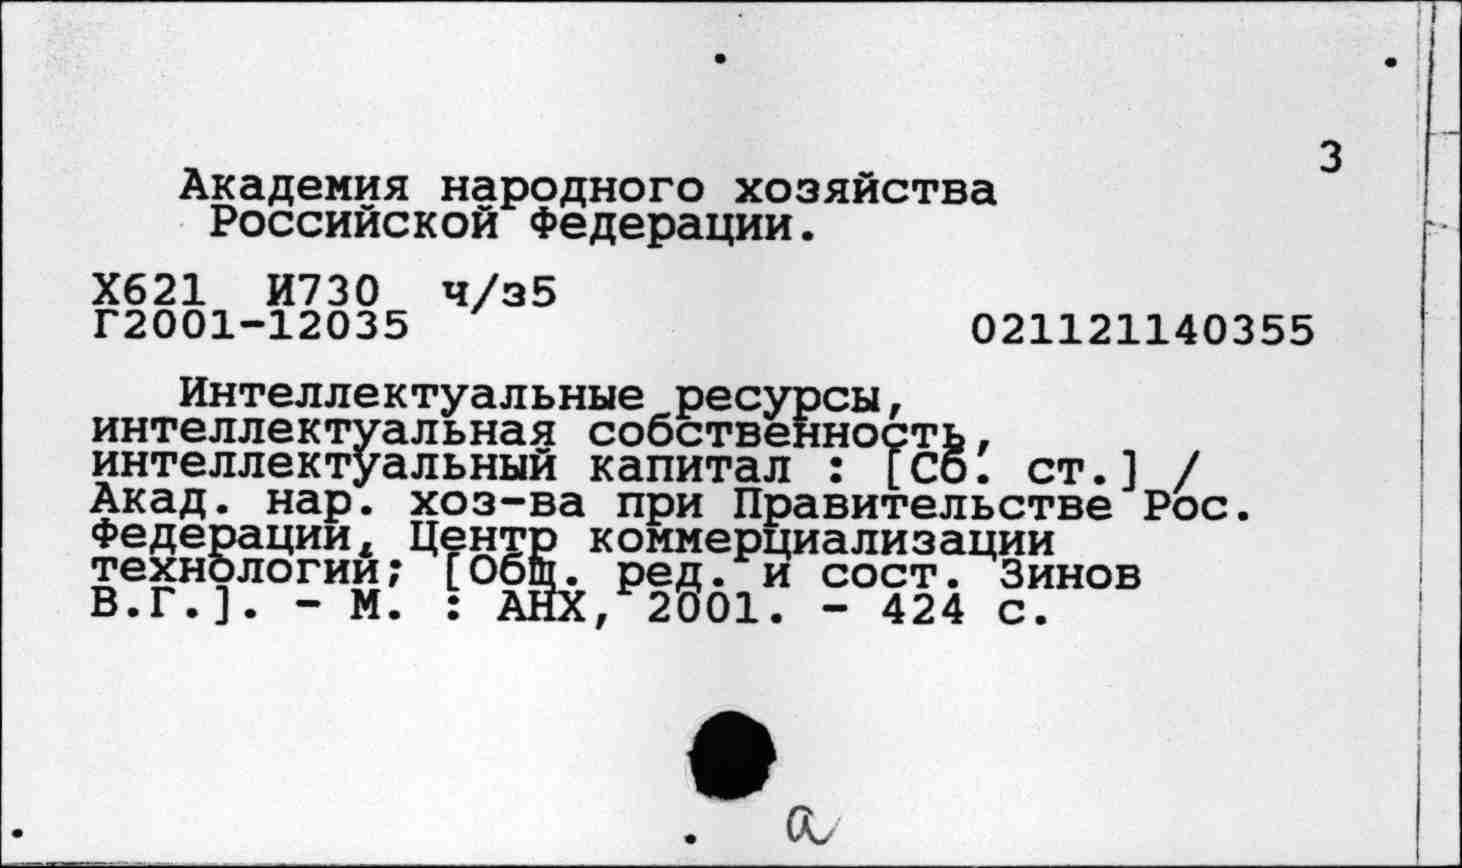 3
Академия народного хозяйства
Российской Федерации.
Х621 И730 ч/з5
Г2001-12035 021121140355
Интеллектуальные ресурсы,
интеллектуальная собственность,
интеллектуальный капитал : [Сб. ст.] /
Акад. нар. хоз-ва при Правительстве Рос.
Федерации, Центр коммерциализации
технологий; [Общ. ред. и сост. Зинов
В.Г.]. - М. : АНХ, 2001. - 424 с.
а